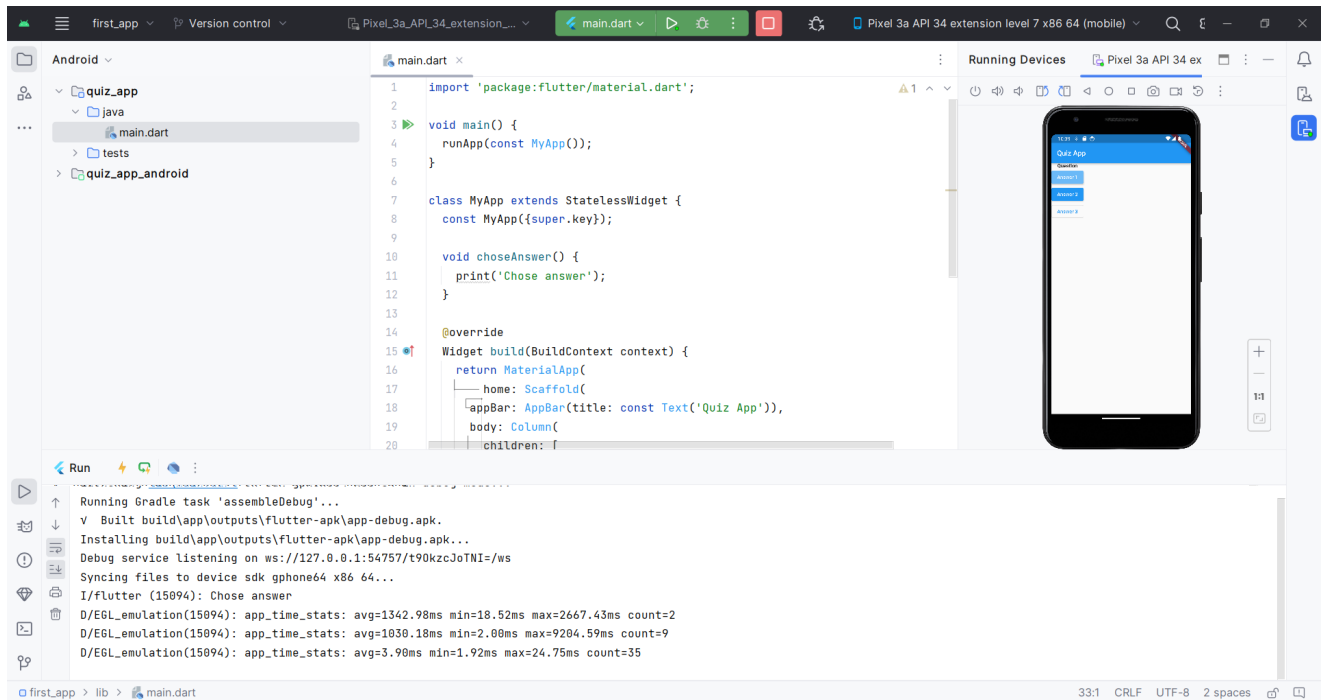 first_app
Version control
Pixel_3a_API_34_extension_...
main.dart
Pixel 3a API 34 extension level 7 x86 64 (mobile)
Android
main.dart
Running Devices
Pixel 3a API 34 ex
quiz_app
java
main.dart
tests
quiz_app_android
1 import 'package:flutter/material.dart';
1
2
3 void main() {
4 runApp(const MyApp());
5 }
6
7 class MyApp extends StatelessWidget {
8 const MyApp({super.key});
9
10 void choseAnswer() {
11 print('Chose answer');
12 }
13
14 @override
15 Widget build(BuildContext context) {
16 return MaterialApp(
17 home: Scaffold(
18 appBar: AppBar(title: const Text('Quiz App')),
19 body: Column(
20 children: [
Quiz App
Question
Answer 1
Answer 2
Answer 3
1:1
Run
Running Gradle task 'assembleDebug'...
√ Built build\app\outputs\flutter-apk\app-debug.apk.
Installing build\app\outputs\flutter-apk\app-debug.apk...
Debug service listening on ws://127.0.0.1:54757/t9OkzcJoTNI=/ws
Syncing files to device sdk gphone64 x86 64...
I/flutter (15094): Chose answer
D/EGL_emulation(15094): app_time_stats: avg=1342.98ms min=18.52ms max=2667.43ms count=2
D/EGL_emulation(15094): app_time_stats: avg=1030.18ms min=2.00ms max=9204.59ms count=9
D/EGL_emulation(15094): app_time_stats: avg=3.90ms min=1.92ms max=24.75ms count=35
first_app > lib > main.dart
33:1 CRLF UTF-8 2 spaces